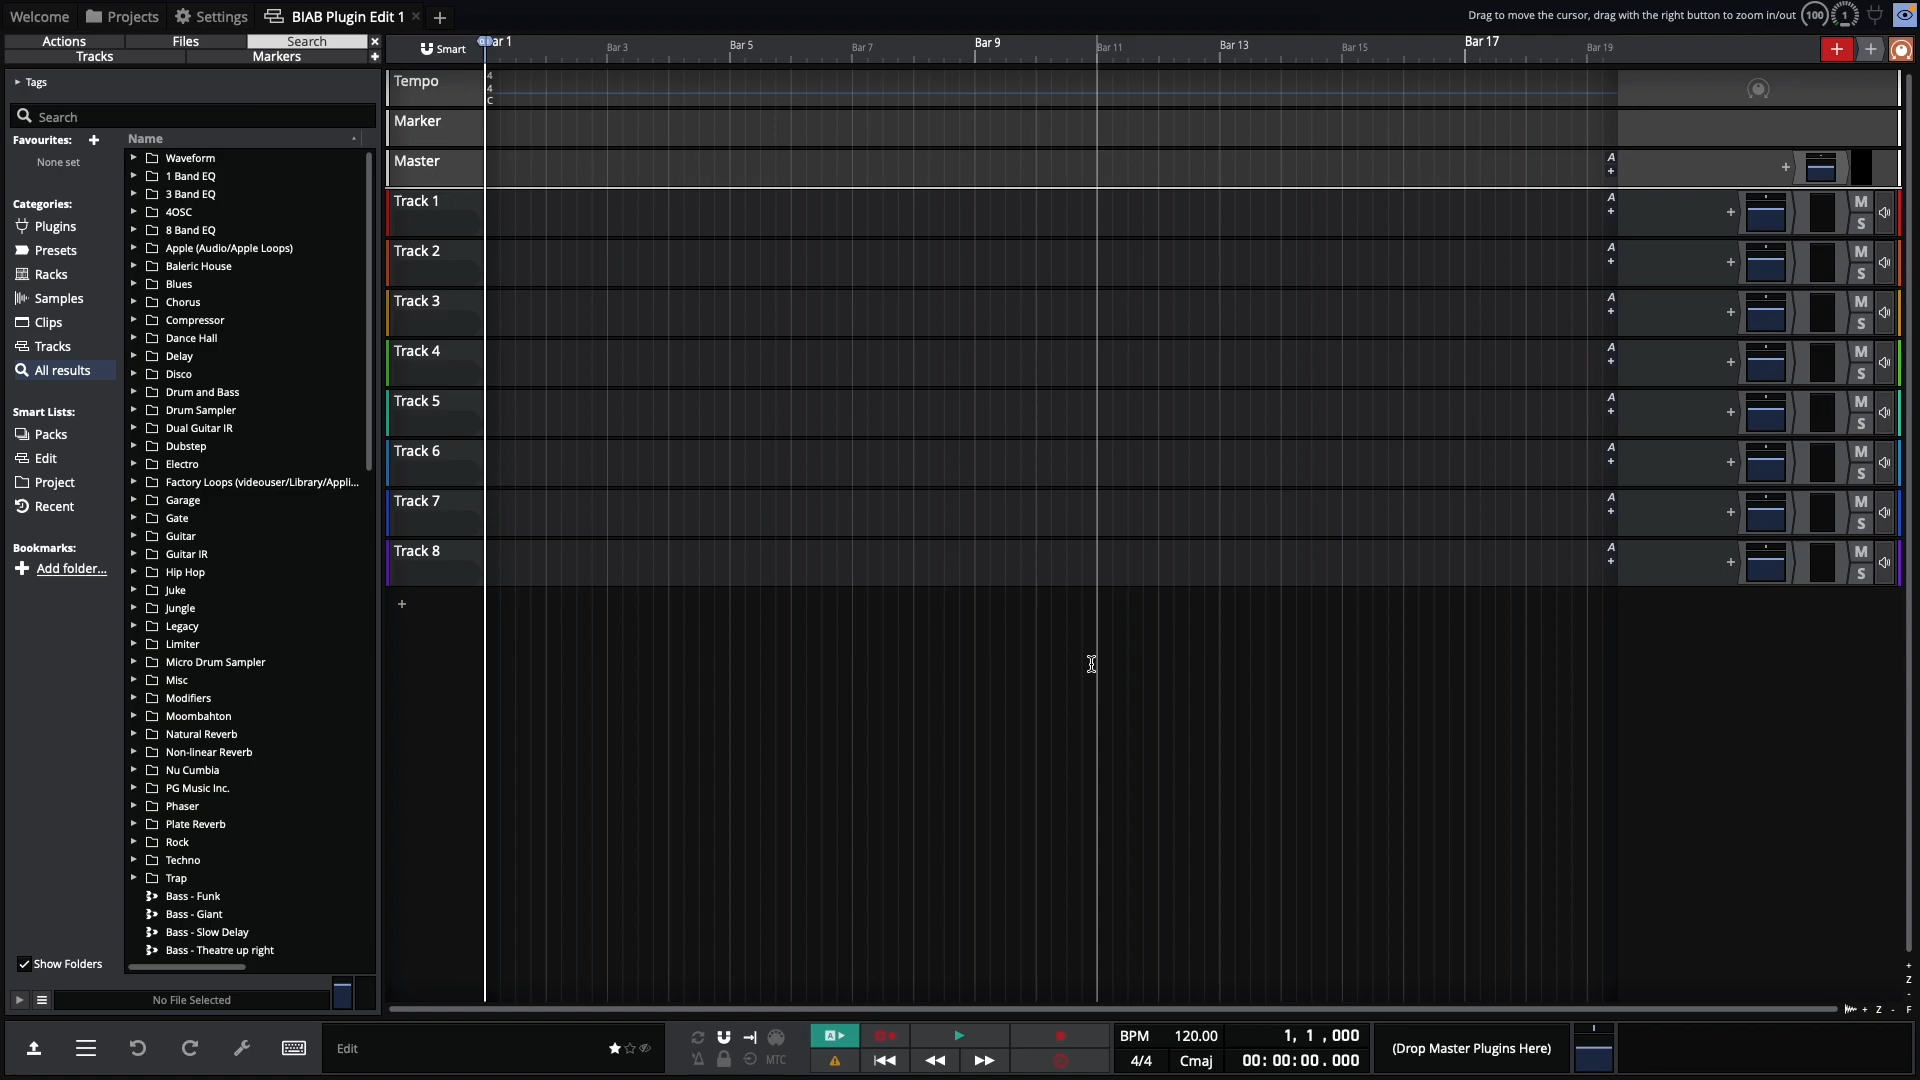 Welcome
Projects
Settings
BIAB Plugin Edit 1
Drag to move the cursor, drag with the right button to zoom in/out
100
1
Actions
Files
Search
Tracks
Markers
Tags
Search
Favourites:
None set
Categories:
Plugins
Presets
Racks
Samples
Clips
Tracks
All results
Smart Lists:
Packs
Edit
Project
Recent
Bookmarks:
Add folder...
Show Folders
Name
Waveform
1 Band EQ
3 Band EQ
4OSC
8 Band EQ
Apple (Audio/Apple Loops)
Baleric House
Blues
Chorus
Compressor
Dance Hall
Delay
Disco
Drum and Bass
Drum Sampler
Dual Guitar IR
Dubstep
Electro
Factory Loops (videouser/Library/Appli...
Garage
Gate
Guitar
Guitar IR
Hip Hop
Juke
Jungle
Legacy
Limiter
Micro Drum Sampler
Misc
Modifiers
Moombahton
Natural Reverb
Non-linear Reverb
Nu Cumbia
PG Music Inc.
Phaser
Plate Reverb
Rock
Techno
Trap
Bass - Funk
Bass - Giant
Bass - Slow Delay
Bass - Theatre up right
No File Selected
Smart
ar 1
Bar 3
Bar 5
Bar 7
Bar 9
Bar 11
Bar 13
Bar 15
Bar 17
Bar 19
Tempo
4
4
C
Marker
Master
A
Track 1
A
M
S
Track 2
A
M
S
Track 3
A
M
S
Track 4
A
M
S
Track 5
A
M
S
Track 6
A
M
S
Track 7
A
M
S
Track 8
A
M
S
Z
Z
F
Edit
MTC
A
BPM 120.00
1, 1, 000
4/4 Cmaj
00: 00: 00. 000
(Drop Master Plugins Here)